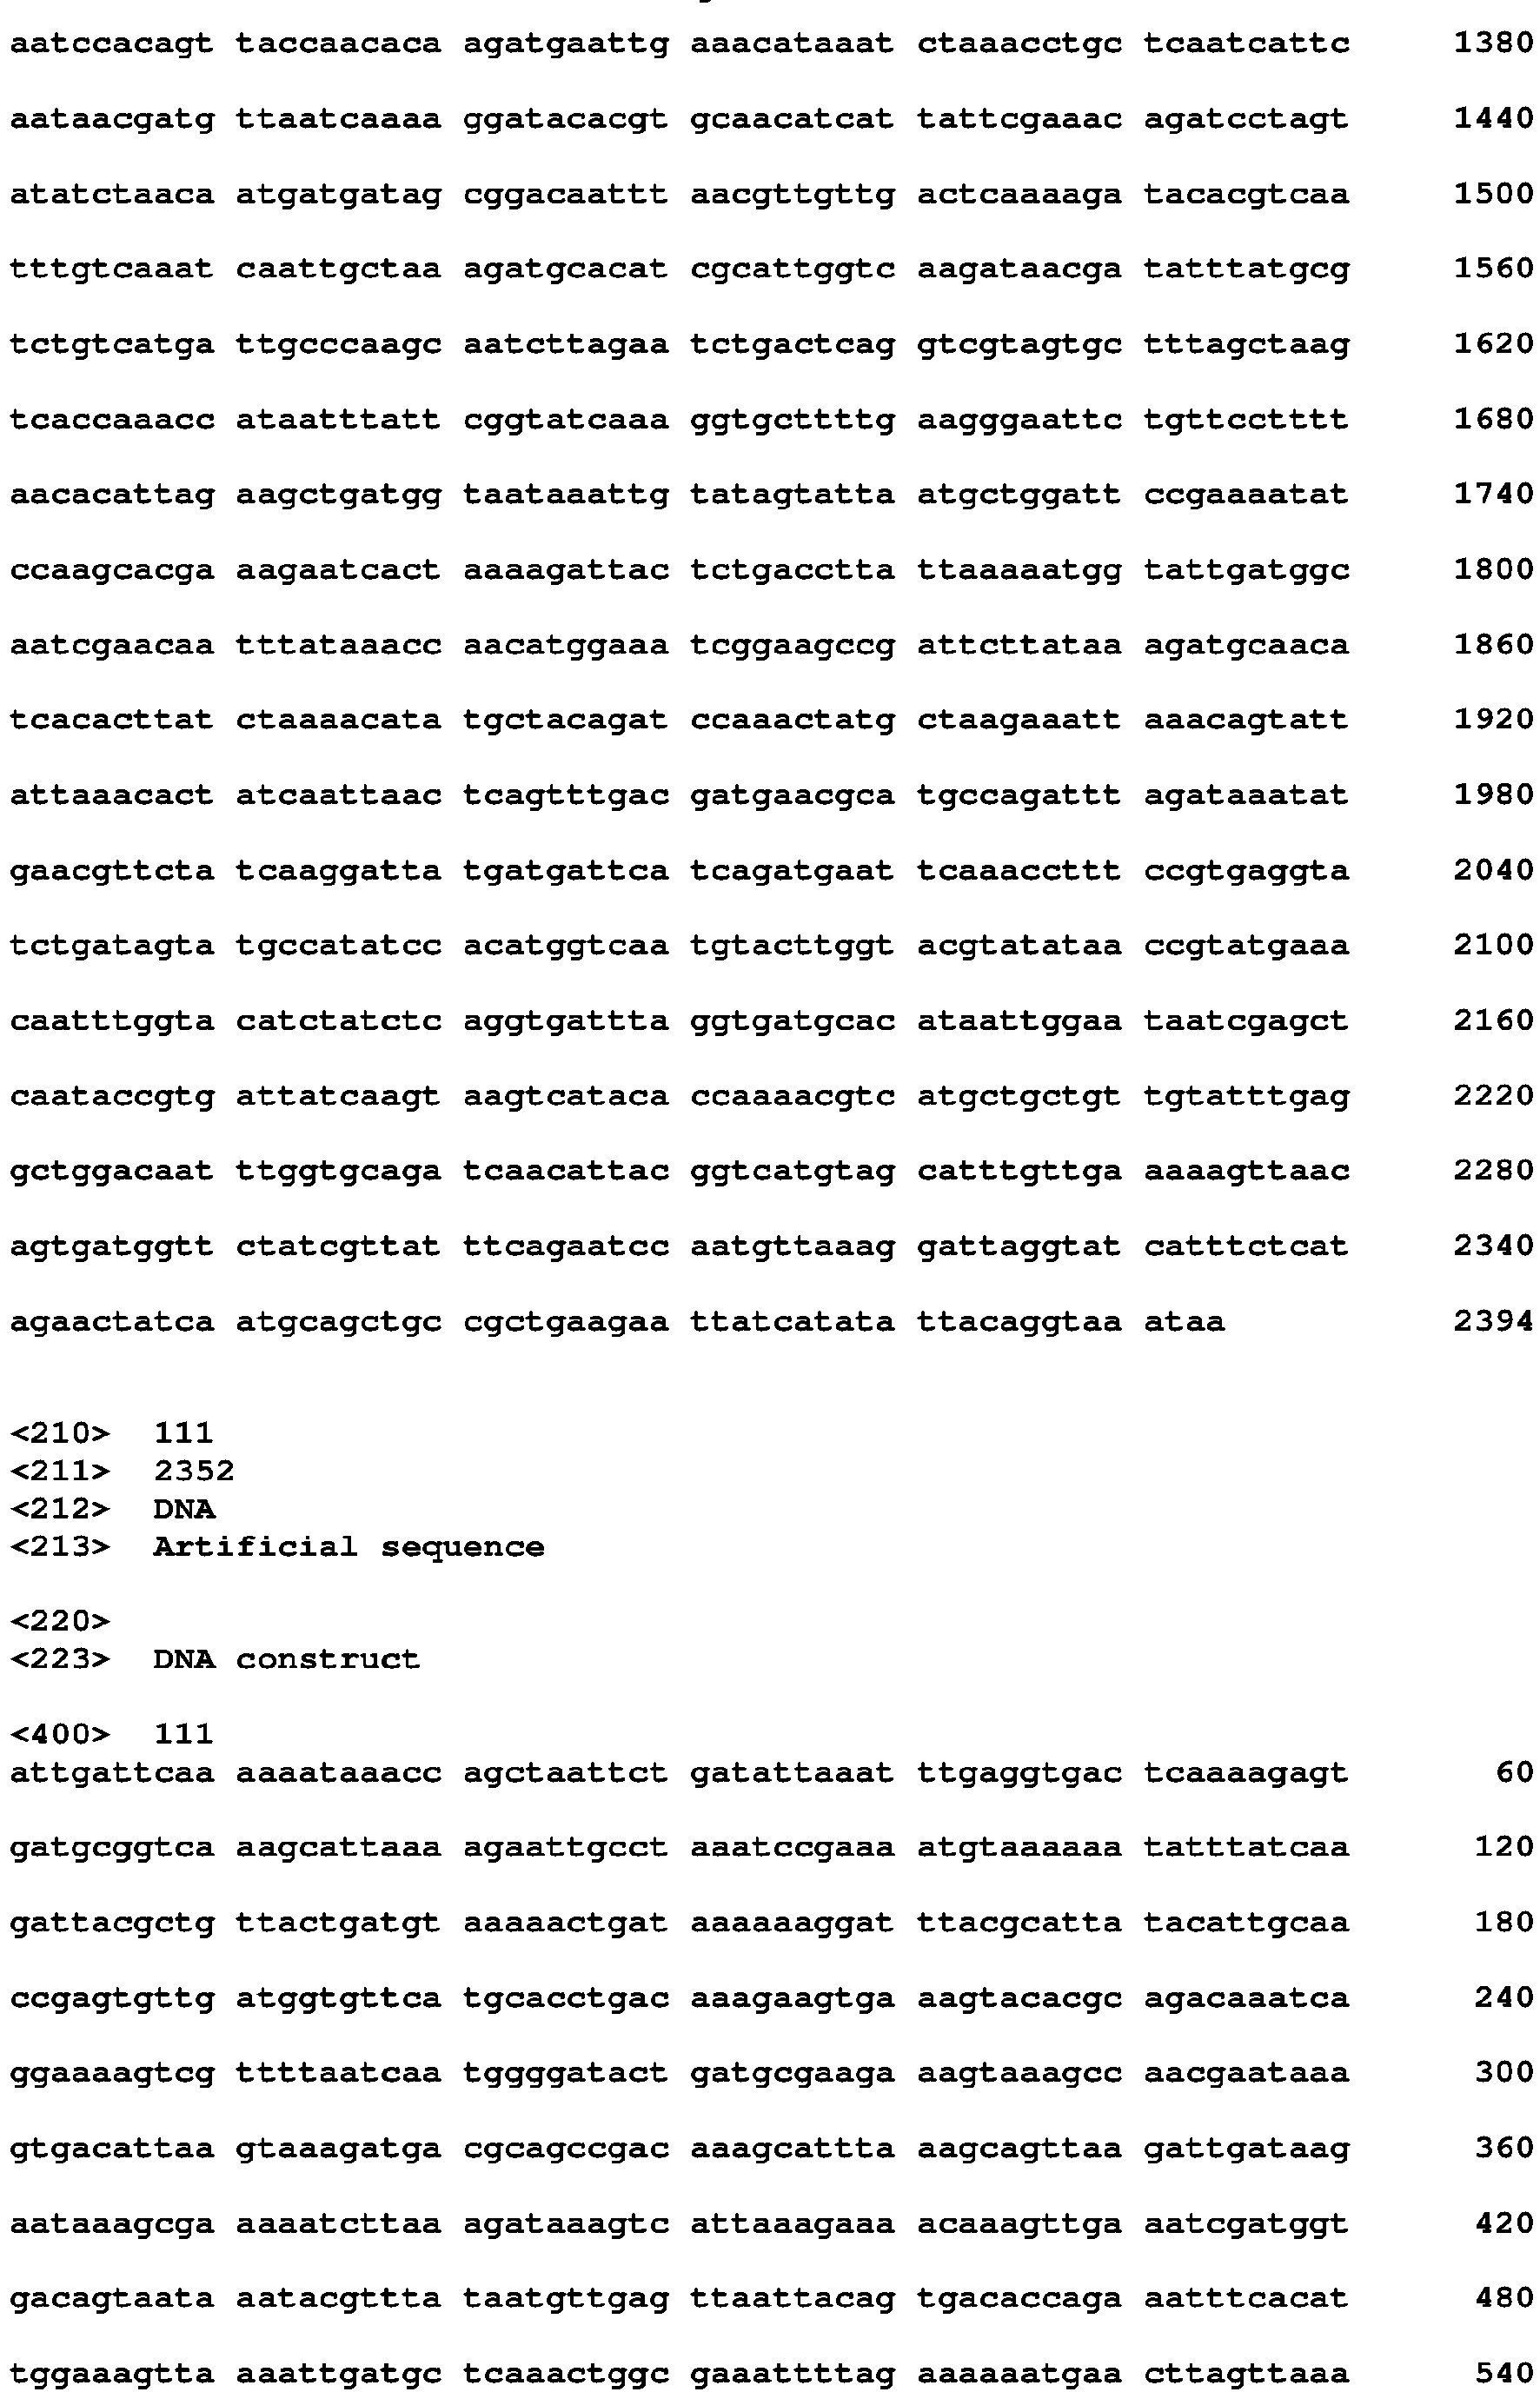 aatccacagt taccaacaca agatgaattg aaacataaat ctaaacctgc tcaatcattc 1380
aataacgatg ttaatcaaaa ggatacacgt gcaacatcat tattcgaaac agatcctagt 1440
atatctaaca atgatgatag cggacaattt aacgttgttg actcaaaaga tacacgtcaa 1500
tttgtcaaat caattgctaa agatgcacat cgcattggtc aagataacga tatttatgcg 1560
tctgtcatga ttgcccaagc aatcttagaa tctgactcag gtcgtagtgc tttagctaag 1620
tcaccaaacc ataatttatt cggtatcaaa ggtgcttttg aagggaattc tgttcctttt 1680
aacacattag aagctgatgg taataaattg tatagtatta atgctggatt ccgaaaatat 1740
ccaagcacga aagaatcact aaaagattac tctgacctta ttaaaaatgg tattgatggc 1800
aatcgaacaa tttataaacc aacatggaaa tcggaagccg attcttataa agatgcaaca 1860
tcacacttat ctaaaacata tgctacagat ccaaactatg ctaagaaatt aaacagtatt 1920
attaaacact atcaattaac tcagtttgac gatgaacgca tgccagattt agataaatat 1980
gaacgttcta tcaaggatta tgatgattca tcagatgaat tcaaaccttt ccgtgaggta 2040
tctgatagta tgccatatcc acatggtcaa tgtacttggt acgtatataa ccgtatgaaa 2100
caatttggta catctatctc aggtgattta ggtgatgcac ataattggaa taatcgagct 2160
caataccgtg attatcaagt aagtcataca ccaaaacgtc atgctgctgt tgtatttgag 2220
gctggacaat ttggtgcaga tcaacattac ggtcatgtag catttgttga aaaagttaac 2280
agtgatggtt ctatcgttat ttcagaatcc aatgttaaag gattaggtat catttctcat 2340
agaactatca atgcagctgc cgctgaagaa ttatcatata ttacaggtaa ataa 2394
<210> 111
<211> 2352
<212> DNA
<213> Artificial sequence
<220>
<223> DNA construct
<400> 111
attgattcaa aaaataaacc agctaattct gatattaaat ttgaggtgac tcaaaagagt 60
gatgcggtca aagcattaaa agaattgcct aaatccgaaa atgtaaaaaa tatttatcaa 120
gattacgctg ttactgatgt aaaaactgat aaaaaaggat ttacgcatta tacattgcaa 180
ccgagtgttg atggtgttca tgcacctgac aaagaagtga aagtacacgc agacaaatca 240
ggaaaagtcg ttttaatcaa tggggatact gatgcgaaga aagtaaagcc aacgaataaa 300
gtgacattaa gtaaagatga cgcagccgac aaagcattta aagcagttaa gattgataag 360
aataaagcga aaaatcttaa agataaagtc attaaagaaa acaaagttga aatcgatggt 420
gacagtaata aatacgttta taatgttgag ttaattacag tgacaccaga aatttcacat 480
tggaaagtta aaattgatgc tcaaactggc gaaattttag aaaaaatgaa cttagttaaa 540